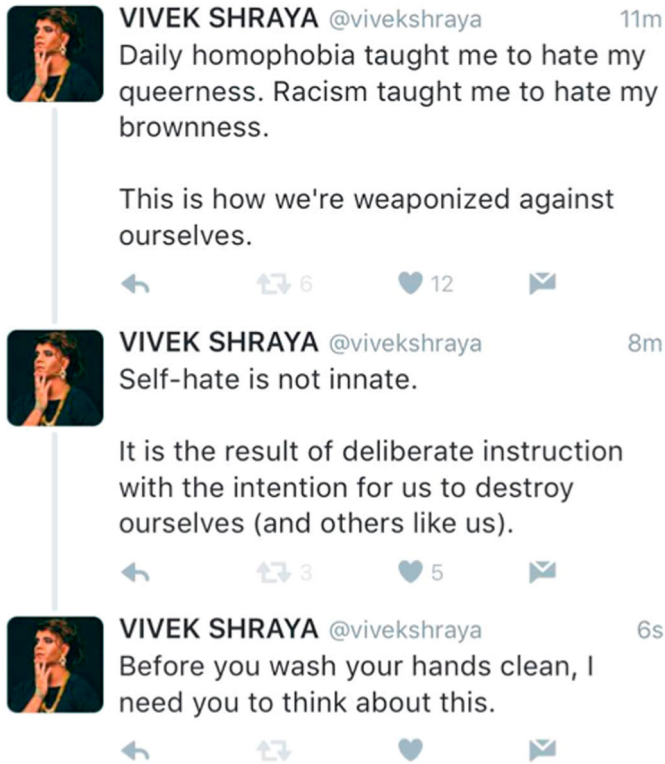 VIVEK SHRAYA @vivekshraya 11m
Daily homophobia taught me to hate my
queerness. Racism taught me to hate my
brownness.
This is how we're weaponized against
ourselves.
6 12
VIVEK SHRAYA @vivekshraya 8m
Self-hate is not innate.
It is the result of deliberate instruction
with the intention for us to destroy
ourselves (and others like us).
3 5
VIVEK SHRAYA @vivekshraya 6s
Before you wash your hands clean, I
need you to think about this.